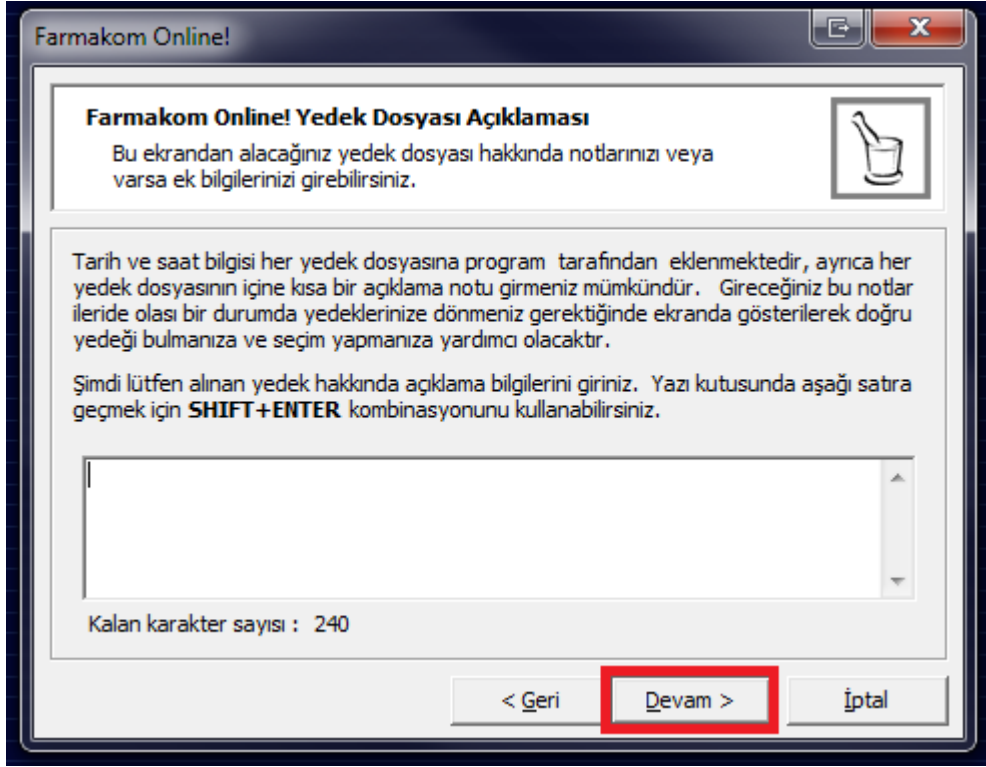 Farmakom Online!
Farmakom Online! Yedek Dosyası Açıklaması
Bu ekrandan alacağınız yedek dosyası hakkında notlarınızı veya
varsa ek bilgilerinizi girebilirsiniz.
Tarih ve saat bilgisi her yedek dosyasına program tarafından eklenmektedir, ayrıca her
yedek dosyasının içine kısa bir açıklama notu girmeniz mümkündür. Gireceğiniz bu notlar
ileride olası bir durumda yedeklerinize dönmeniz gerektiğinde ekranda gösterilerek doğru
yedeği bulmanıza ve seçim yapmanıza yardımcı olacaktır.
Şimdi lütfen alınan yedek hakkında açıklama bilgilerini giriniz. Yazı kutusunda aşağı satıra
geçmek için SHIFT+ENTER kombinasyonunu kullanabilirsiniz.
Kalan karakter sayısı : 240
< Geri Devam > İptal